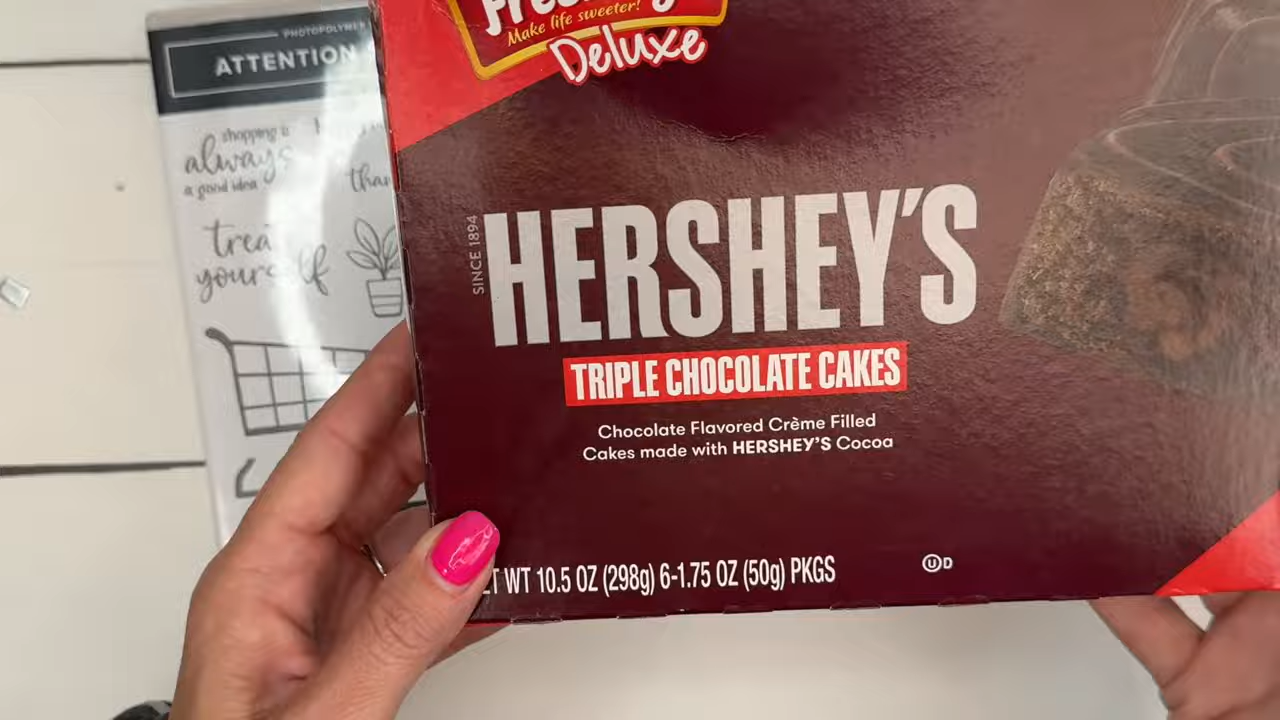 PHOTOPOLYMER
ATTENTION
shopping is
always
a good idea
treat
yourself
Make life sweeter!
Deluxe
SINCE 1894
HERSHEY'S
TRIPLE CHOCOLATE CAKES
Chocolate Flavored Crème Filled
Cakes made with HERSHEY'S Cocoa
WT 10.5 OZ (298g) 6-1.75 OZ (50g) PKGS
U D